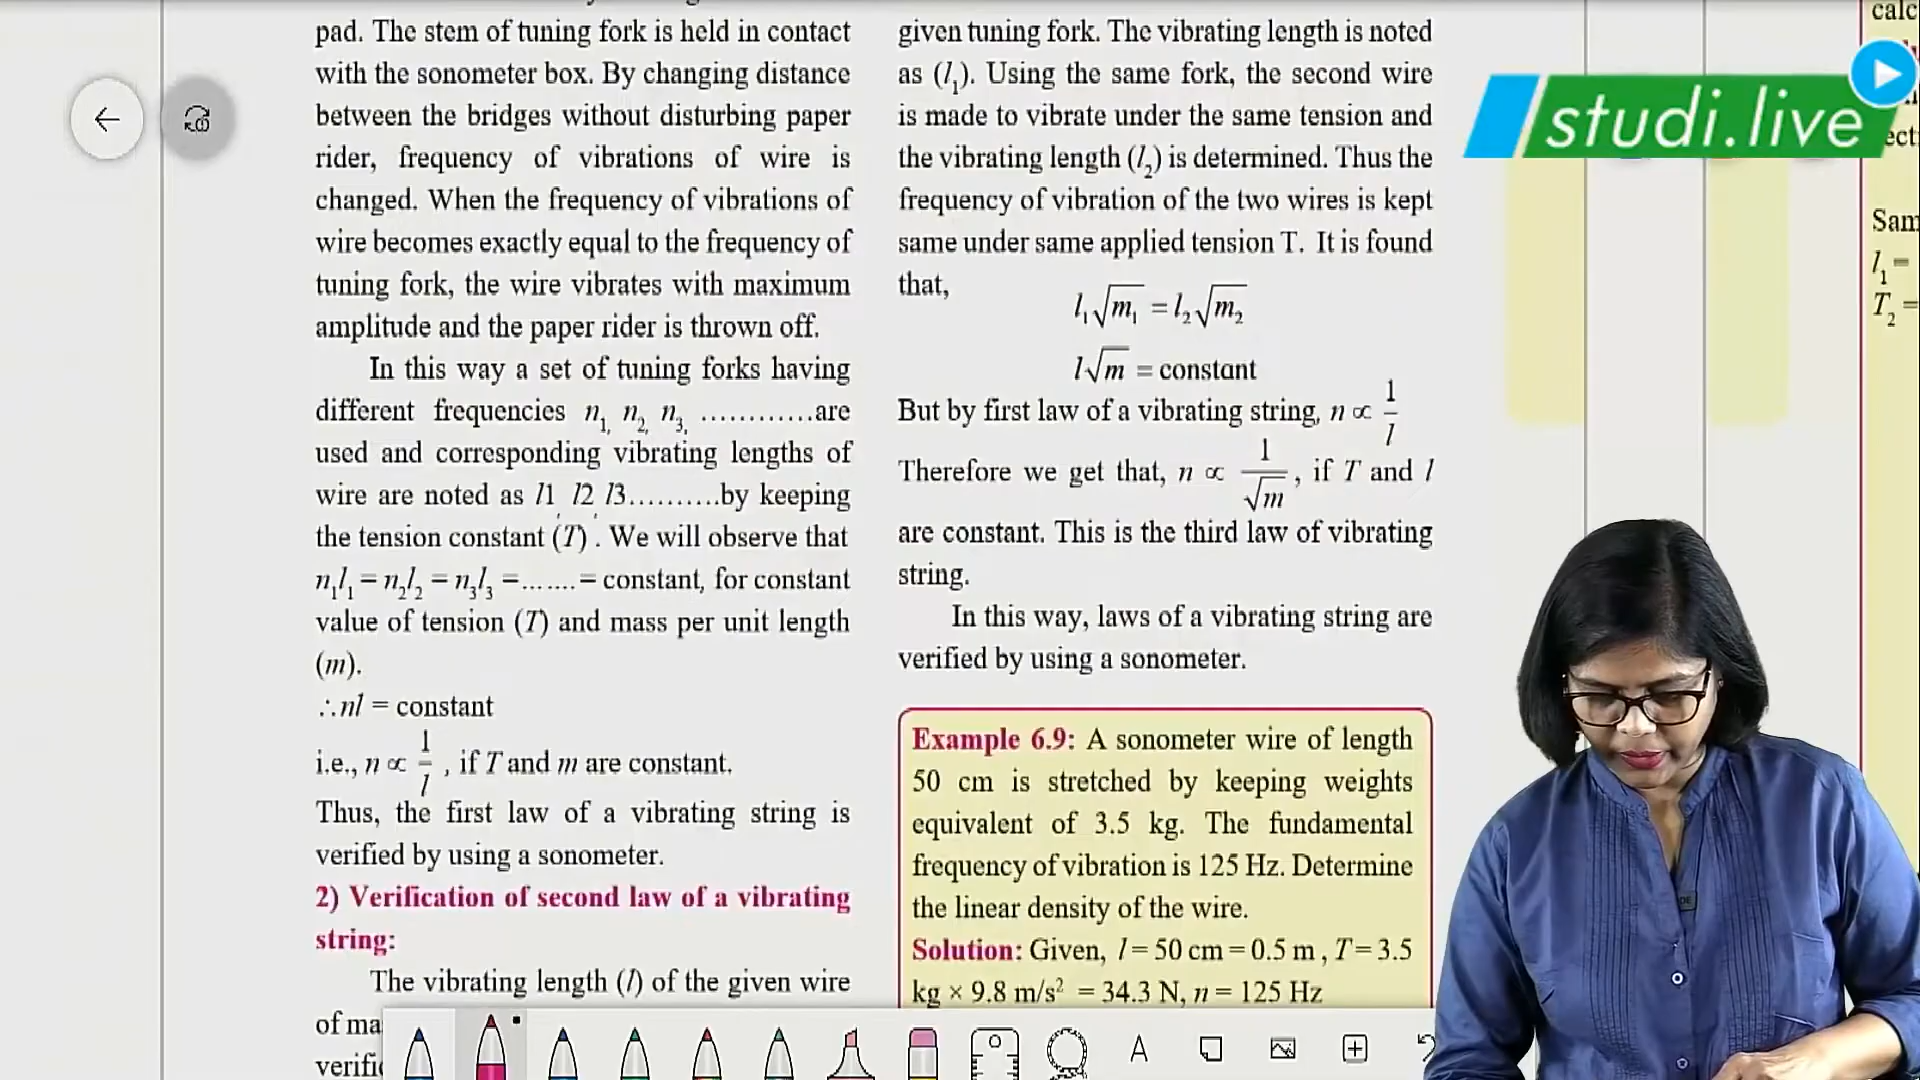 pad. The stem of tuning fork is held in contact
with the sonometer box. By changing distance
between the bridges without disturbing paper
rider, frequency of vibrations of wire is
changed. When the frequency of vibrations of
wire becomes exactly equal to the frequency of
tuning fork, the wire vibrates with maximum
amplitude and the paper rider is thrown off.
In this way a set of tuning forks having
different frequencies n₁, n₂, n₃, ............are
used and corresponding vibrating lengths of
wire are noted as l1, l2, l3..........by keeping
the tension constant (T). We will observe that
n₁l₁ = n₂l₂ = n₃l₃ =....... = constant, for constant
value of tension (T) and mass per unit length
(m).
∴nl = constant
i.e., n ∝ 1/l , if T and m are constant.
Thus, the first law of a vibrating string is
verified by using a sonometer.
2) Verification of second law of a vibrating
string:
The vibrating length (l) of the given wire
of ma
given tuning fork. The vibrating length is noted
as (l₁). Using the same fork, the second wire
is made to vibrate under the same tension and
the vibrating length (l₂) is determined. Thus the
frequency of vibration of the two wires is kept
same under same applied tension T. It is found
that,
l₁√m₁ = l₂√m₂
l√m = constant
But by first law of a vibrating string, n ∝ 1/l
Therefore we get that, n ∝ 1/√m , if T and l
are constant. This is the third law of vibrating
string.
In this way, laws of a vibrating string are
verified by using a sonometer.
Example 6.9: A sonometer wire of length
50 cm is stretched by keeping weights
equivalent of 3.5 kg. The fundamental
frequency of vibration is 125 Hz. Determine
the linear density of the wire.
Solution: Given, l = 50 cm = 0.5 m , T = 3.5
kg × 9.8 m/s² = 34.3 N, n = 125 Hz
studi.live
calc
ect
Sam
l₁ =
T₂ =
A